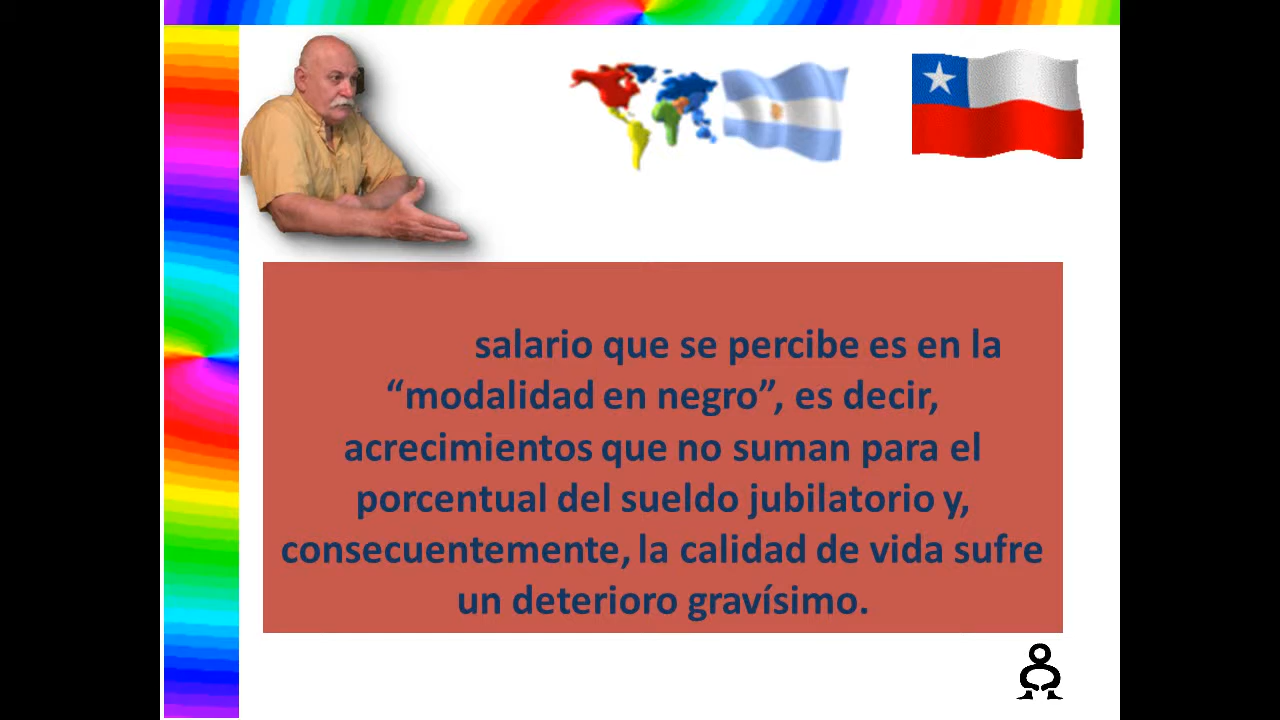 salario que se percibe es en la
“modalidad en negro”, es decir,
acrecimientos que no suman para el
porcentual del sueldo jubilatorio y,
consecuentemente, la calidad de vida sufre
un deterioro gravísimo.